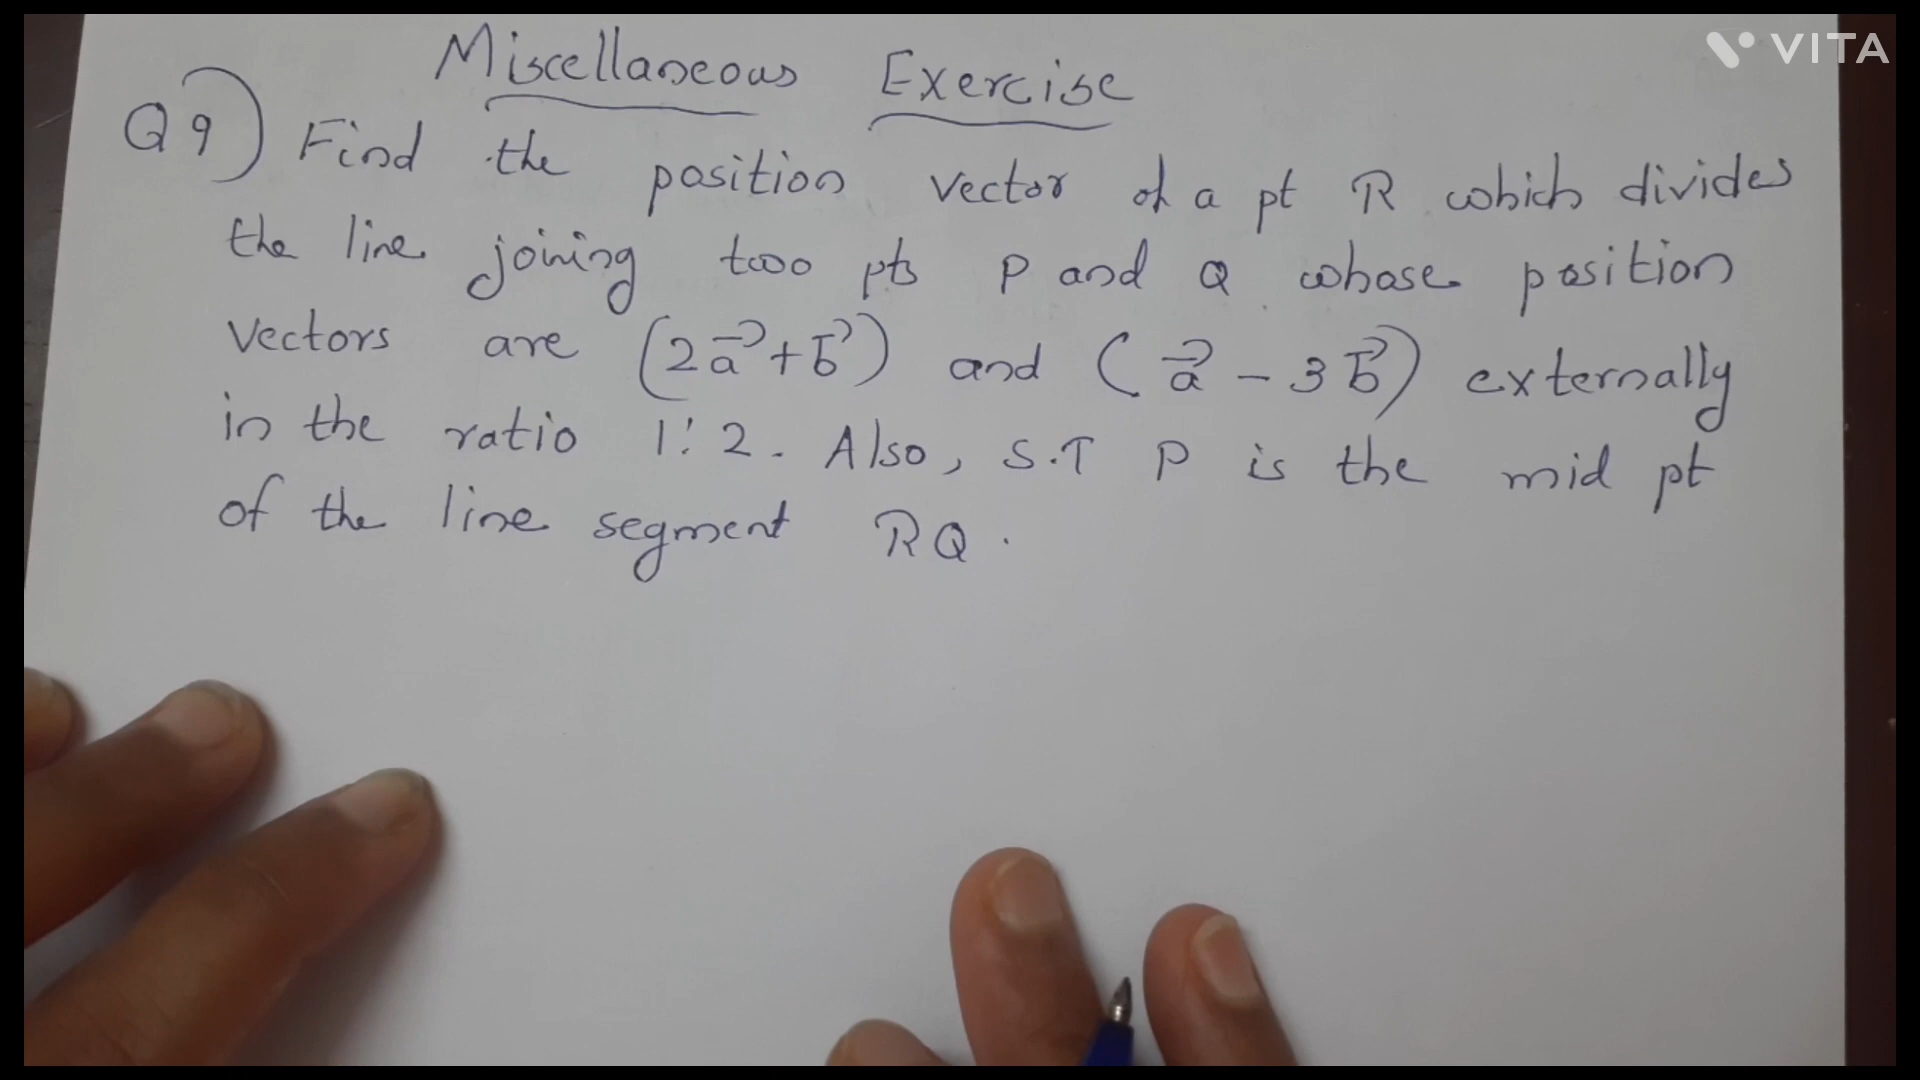 VITA
Miscellaneous Exercise
Q9) Find the position vector of a pt R which divides
the line joining two pts P and Q whose position
vectors are (2a⃗+b⃗) and (a⃗ - 3b⃗) externally
in the ratio 1:2. Also, S.T P is the mid pt
of the line segment RQ.